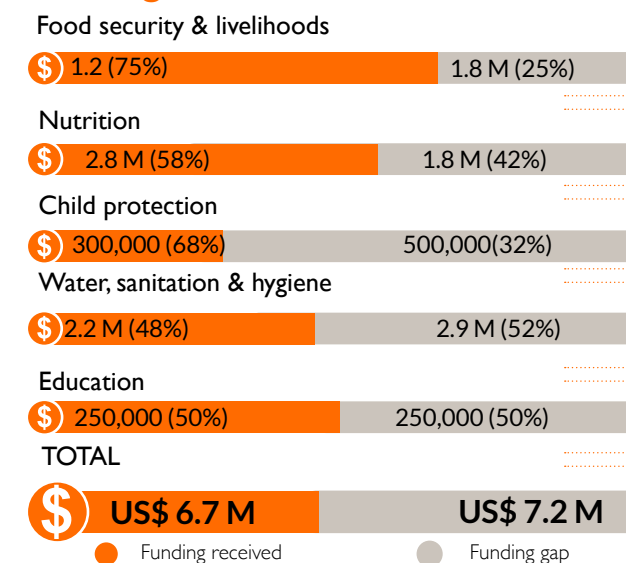 Food security & livelihoods
$ 1.2 (75%) 1.8 M (25%)
Nutrition
$ 2.8 M (58%) 1.8 M (42%)
Child protection
$ 300,000 (68%) 500,000(32%)
Water, sanitation & hygiene
$ 2.2 M (48%) 2.9 M (52%)
Education
$ 250,000 (50%) 250,000 (50%)
TOTAL
$ US$ 6.7 M US$ 7.2 M
Funding received Funding gap